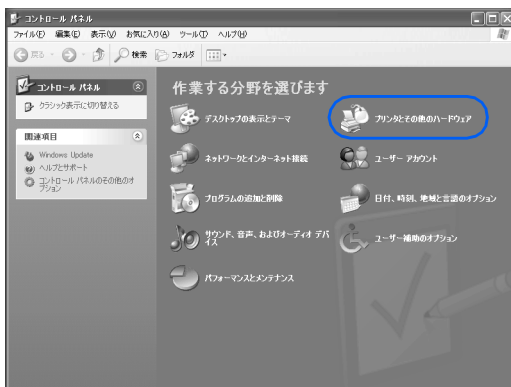 コントロール パネル
ファイル(F) 編集(E) 表示(V) お気に入り(A) ツール(T) ヘルプ(H)
戻る 検索 フォルダ
コントロール パネル
クラシック表示に切り替える
関連項目
Windows Update
ヘルプとサポート
コントロール パネルのその他のオプション
作業する分野を選びます
デスクトップの表示とテーマ
プリンタとその他のハードウェア
ネットワークとインターネット接続
ユーザー アカウント
プログラムの追加と削除
日付、時刻、地域と言語のオプション
サウンド、音声、およびオーディオ デバイス
ユーザー補助のオプション
パフォーマンスとメンテナンス